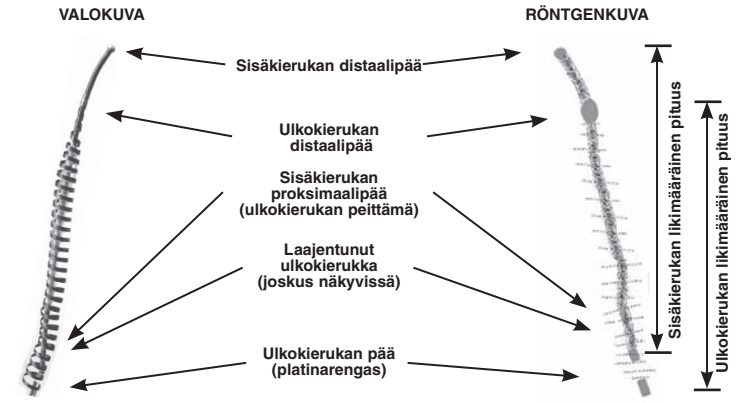 VALOKUVA
RÖNTGENKUVA
Sisäkierukan distaalipää
Ulkokierukan
distaalipää
Sisäkierukan
proksimaalipää
(ulkokierukan peittämä)
Laajentunut
ulkokierukka
(joskus näkyvissä)
Ulkokierukan pää
(platinarengas)
Sisäkierukan likimääräinen pituus
Ulkokierukan likimääräinen pituus